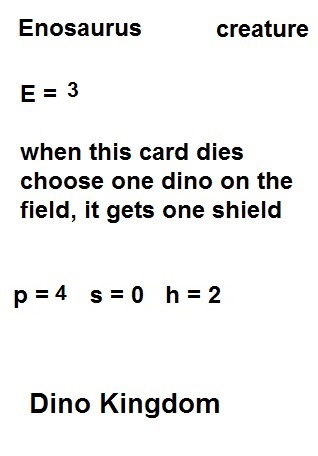 Enosaurus creature
E = 3
when this card dies
choose one dino on the
field, it gets one shield
p = 4 s = 0 h = 2
Dino Kingdom